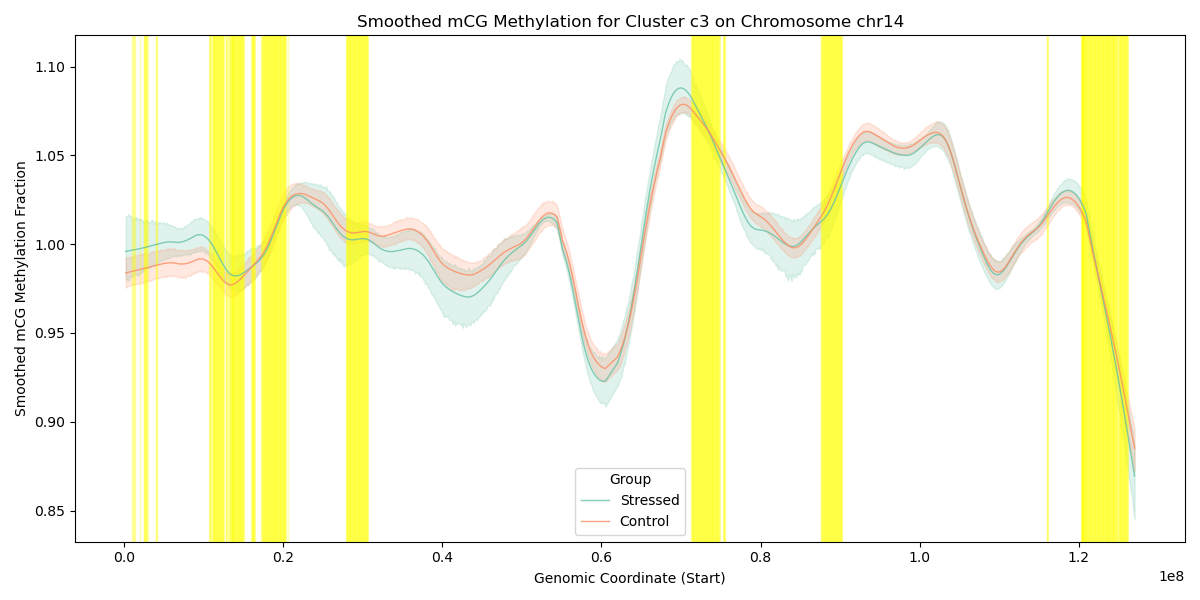 Smoothed mCG Methylation for Cluster c3 on Chromosome chr14
Smoothed mCG Methylation Fraction
1.10
1.05
1.00
0.95
0.90
0.85
Group
Stressed
Control
0.0
0.2
0.4
0.6
0.8
1.0
1.2
1e8
Genomic Coordinate (Start)